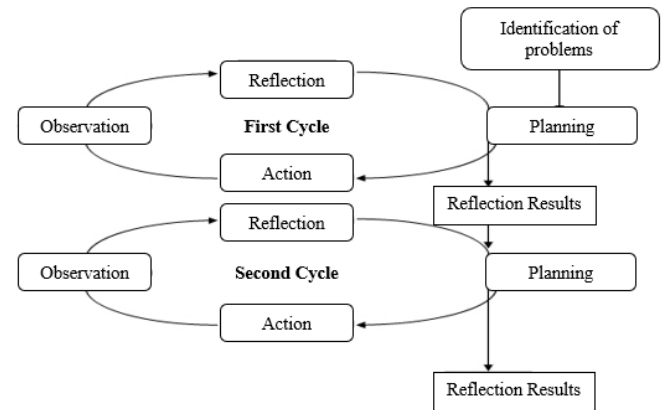 Identification of
problems
Reflection
Observation
First Cycle
Planning
Action
Reflection Results
Reflection
Observation
Second Cycle
Planning
Action
Reflection Results